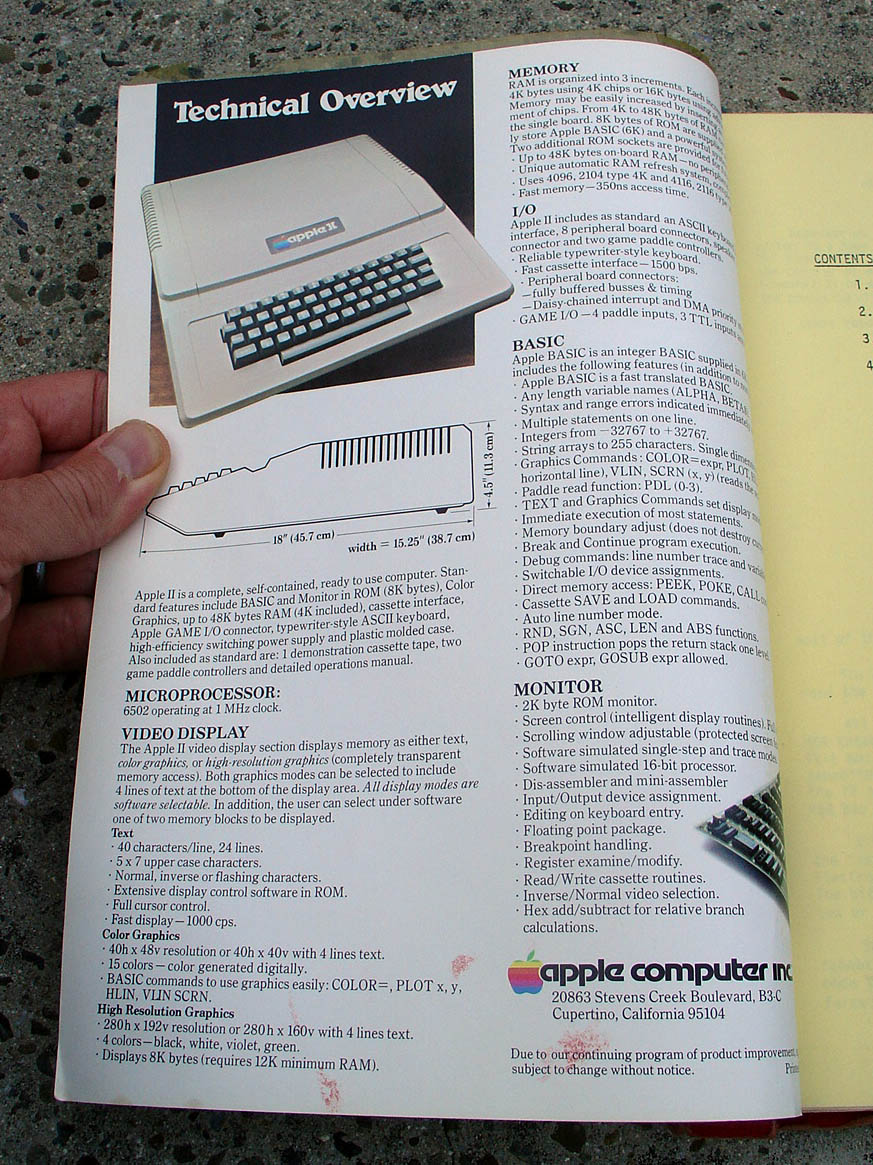 Technical Overview
apple II
4.5" (11.3 cm)
18" (45.7 cm)
width = 15.25" (38.7 cm)
Apple II is a complete, self-contained, ready to use computer. Stan-
dard features include BASIC and Monitor in ROM (8K bytes), Color
Graphics, up to 48K bytes RAM (4K included), cassette interface,
Apple GAME I/O connector, typewriter-style ASCII keyboard,
high-efficiency switching power supply and plastic molded case.
Also included as standard are: 1 demonstration cassette tape, two
game paddle controllers and detailed operations manual.
MICROPROCESSOR:
6502 operating at 1 MHz clock.
VIDEO DISPLAY
The Apple II video display section displays memory as either text,
color graphics, or high-resolution graphics (completely transparent
memory access). Both graphics modes can be selected to include
4 lines of text at the bottom of the display area. All display modes are
software selectable. In addition, the user can select under software
one of two memory blocks to be displayed.
Text
· 40 characters/line, 24 lines.
· 5 x 7 upper case characters.
· Normal, inverse or flashing characters.
· Extensive display control software in ROM.
· Full cursor control.
· Fast display—1000 cps.
Color Graphics
· 40h x 48v resolution or 40h x 40v with 4 lines text.
· 15 colors—color generated digitally.
· BASIC commands to use graphics easily: COLOR=, PLOT x, y,
HLIN, VLIN SCRN.
High Resolution Graphics
· 280h x 192v resolution or 280h x 160v with 4 lines text.
· 4 colors—black, white, violet, green.
· Displays 8K bytes (requires 12K minimum RAM).
MEMORY
RAM is organized into 3 increments. Each
4K bytes using 4K chips or 16K bytes using
Memory may be easily increased by
ment of chips. From 4K to 48K bytes of RAM
the single board. 8K bytes of ROM are
ly store Apple BASIC (6K) and a powerful
Two additional ROM sockets are provided
· Up to 48K bytes on-board RAM—no
· Unique automatic RAM refresh system,
· Uses 4096, 2104 type 4K and 4116, 2116 type
· Fast memory—350ns access time.
I/O
Apple II includes as standard an ASCII
interface, 8 peripheral board connectors,
connector and two game paddle controllers.
· Reliable typewriter-style keyboard.
· Fast cassette interface—1500 bps.
· Peripheral board connectors:
—fully buffered busses & timing
—Daisy-chained interrupt and DMA priority
· GAME I/O—4 paddle inputs, 3 TTL inputs
BASIC
Apple BASIC is an integer BASIC supplied in
includes the following features (in addition to
· Apple BASIC is a fast translated BASIC.
· Any length variable names (ALPHA, BETA
· Syntax and range errors indicated immediately
· Multiple statements on one line.
· Integers from −32767 to +32767.
· String arrays to 255 characters. Single
· Graphics Commands: COLOR=expr, PLOT,
horizontal line), VLIN, SCRN (x, y) (reads the
· Paddle read function: PDL (0-3).
· TEXT and Graphics Commands set display
· Immediate execution of most statements.
· Memory boundary adjust (does not destroy
· Break and Continue program execution.
· Debug commands: line number trace and
· Switchable I/O device assignments.
· Direct memory access: PEEK, POKE, CALL
· Cassette SAVE and LOAD commands.
· Auto line number mode.
· RND, SGN, ASC, LEN and ABS functions.
· POP instruction pops the return stack one level
· GOTO expr, GOSUB expr allowed.
MONITOR
· 2K byte ROM monitor.
· Screen control (intelligent display routines).
· Scrolling window adjustable (protected screen
· Software simulated single-step and trace modes
· Software simulated 16-bit processor.
· Dis-assembler and mini-assembler
· Input/Output device assignment.
· Editing on keyboard entry.
· Floating point package.
· Breakpoint handling.
· Register examine/modify.
· Read/Write cassette routines.
· Inverse/Normal video selection.
· Hex add/subtract for relative branch
calculations.
apple computer inc
20863 Stevens Creek Boulevard, B3-C
Cupertino, California 95104
Due to our continuing program of product improvement,
subject to change without notice.
CONTENTS
1.
2.
3
4